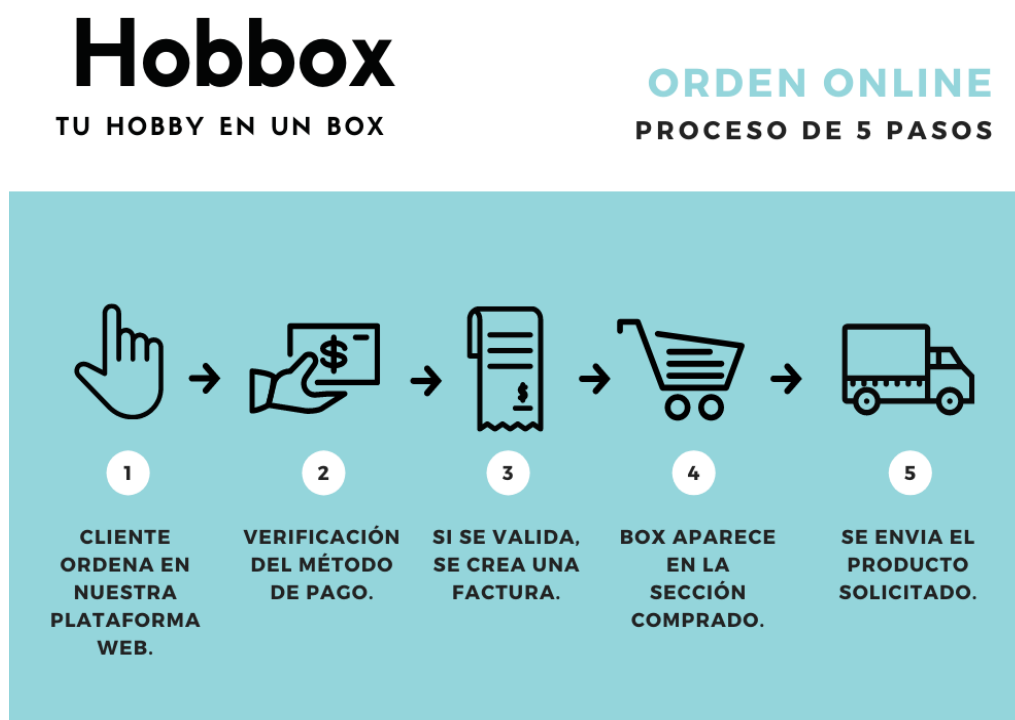 Hobbox
TU HOBBY EN UN BOX
ORDEN ONLINE
PROCESO DE 5 PASOS
$
$
1
CLIENTE
ORDENA EN
NUESTRA
PLATAFORMA
WEB.
2
VERIFICACIÓN
DEL MÉTODO
DE PAGO.
3
SI SE VALIDA,
SE CREA UNA
FACTURA.
4
BOX APARECE
EN LA
SECCIÓN
COMPRADO.
5
SE ENVIA EL
PRODUCTO
SOLICITADO.